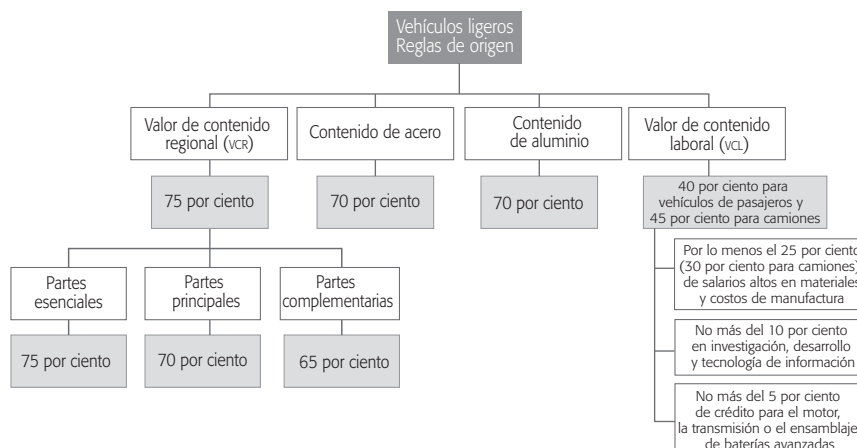 Vehículos ligeros
Reglas de origen
Valor de contenido
regional (VCR)
Contenido de acero
Contenido
de aluminio
Valor de contenido
laboral (VCL)
75 por ciento
70 por ciento
70 por ciento
40 por ciento para
vehículos de pasajeros y
45 por ciento para camiones
Partes
esenciales
Partes
principales
Partes
complementarias
75 por ciento
70 por ciento
65 por ciento
Por lo menos el 25 por ciento
(30 por ciento para camiones)
de salarios altos en materiales
y costos de manufactura
No más del 10 por ciento
en investigación, desarrollo
y tecnología de información
No más del 5 por ciento
de crédito para el motor,
la transmisión o el ensamblaje
de baterías avanzadas